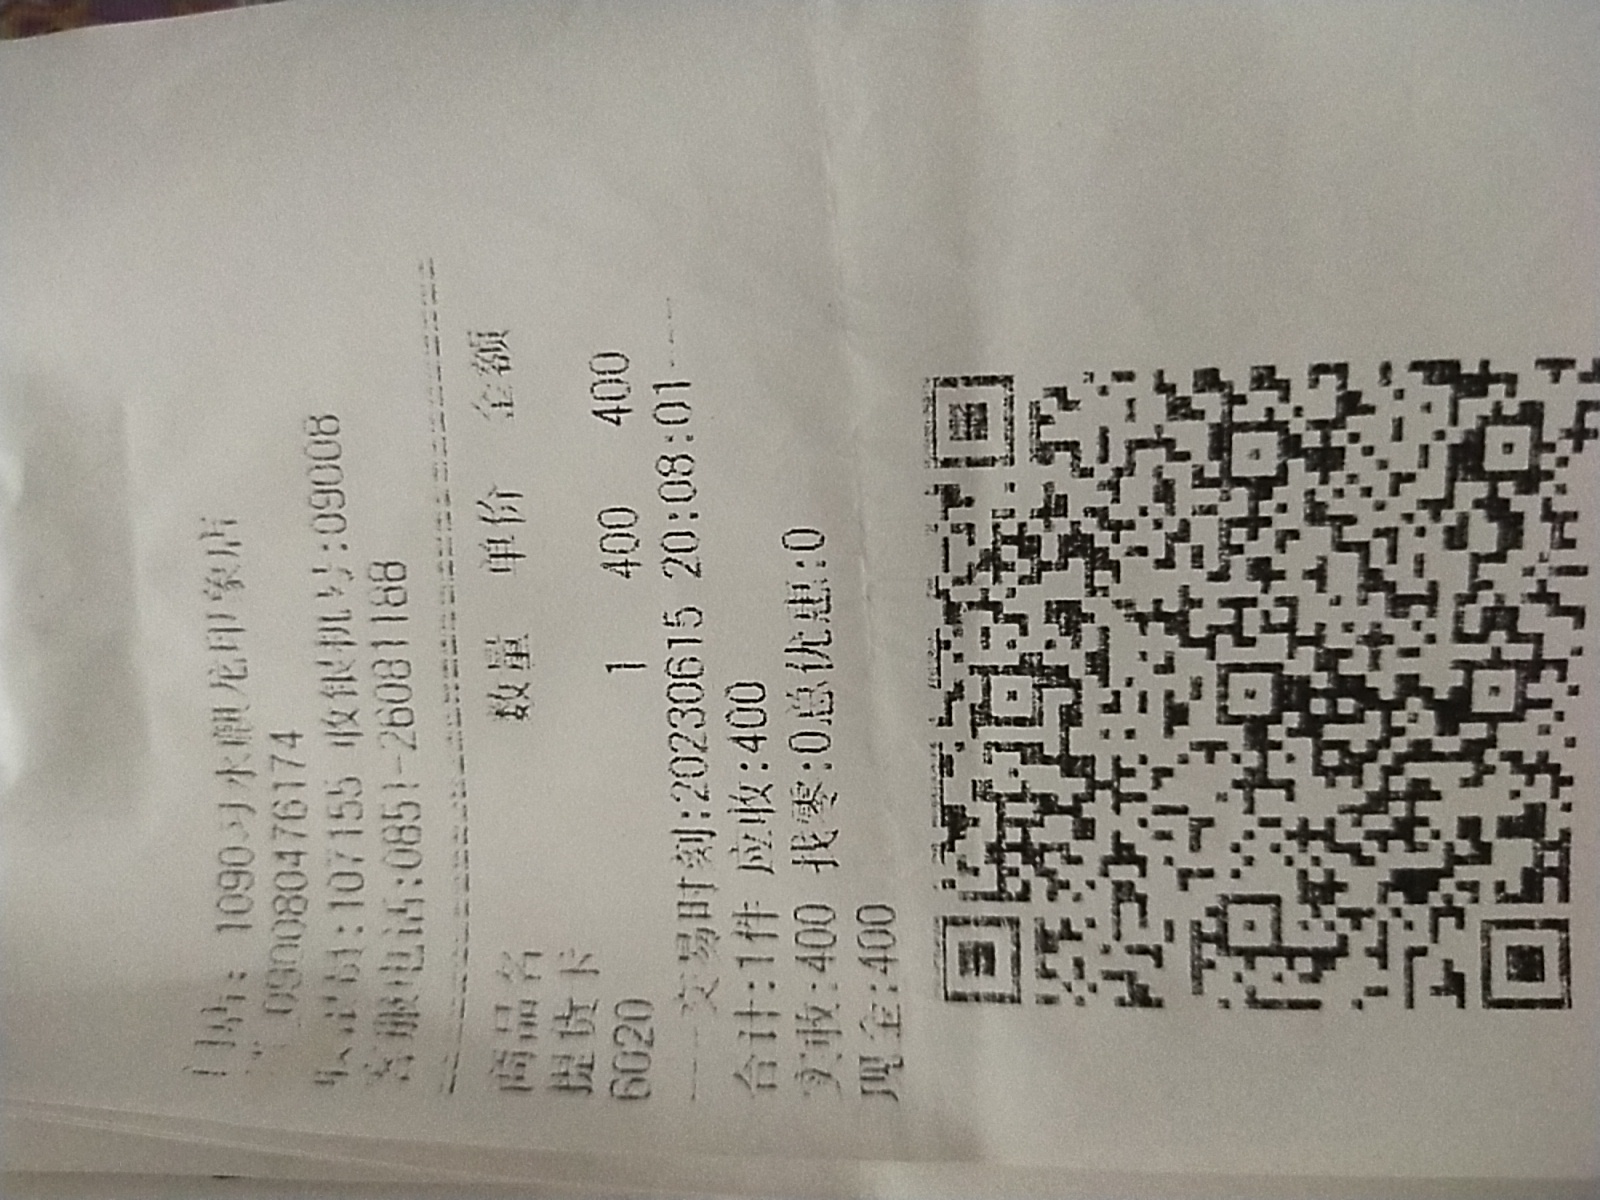 门店: 1090习水靓龙印象店
0900804761​74
收银员:107155 收银机号:09008
客服电话:0851-26081188
商品名 数量 单价 金额
提货卡
6020 1 400 400
----交易时刻:20230615 20:08:01----
合计:1件 应收:400
实收:400 找零:0总优惠:0
现金:400